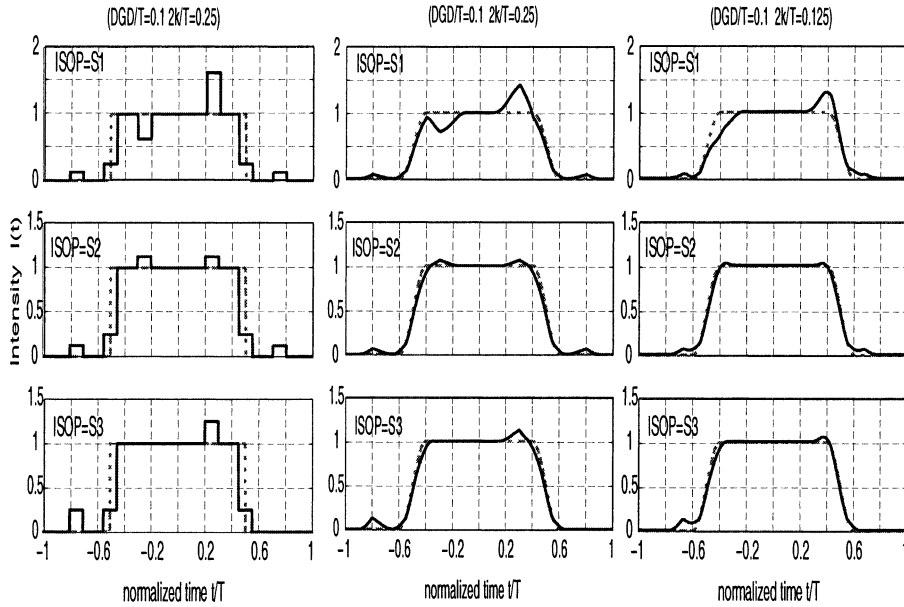 (DGD/T=0.1 2k/T=0.25) (DGD/T=0.1 2k/T=0.25) (DGD/T=0.1 2k/T=0.125)
2 2 2
ISOP=S1 ISOP=S1 ISOP=S1
1 1 1
0 0 0
1.5 1.5 1.5
ISOP=S2 ISOP=S2 ISOP=S2
1 1 1
0.5 0.5 0.5
0 0 0
Intensity I(t)
1.5 1.5 1.5
ISOP=S3 ISOP=S3 ISOP=S3
1 1 1
0.5 0.5 0.5
0 0 0
-1 -0.6 -0.2 0.2 0.6 1 -1 -0.6 -0.2 0.2 0.6 1 -1 -0.6 -0.2 0.2 0.6 1
normalized time t/T normalized time t/T normalized time t/T